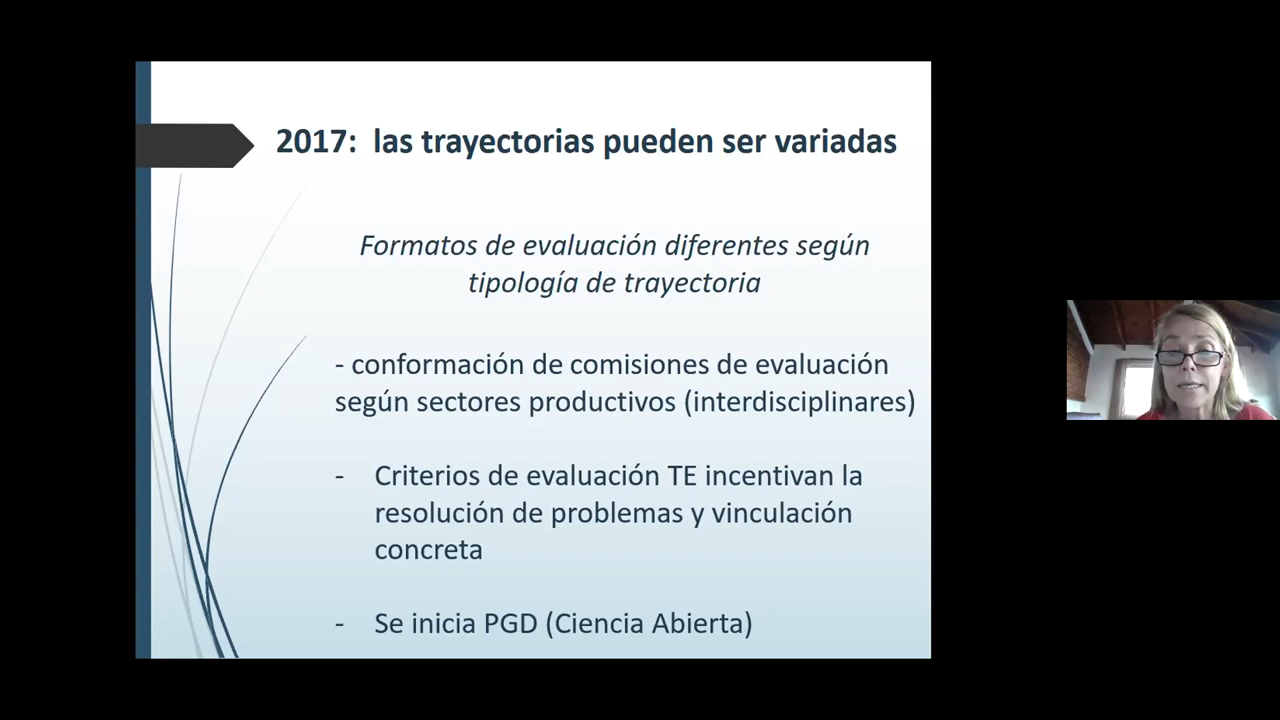 2017:  las trayectorias pueden ser variadas
Formatos de evaluación diferentes según
tipología de trayectoria
- conformación de comisiones de evaluación
según sectores productivos (interdisciplinares)
- Criterios de evaluación TE incentivan la
resolución de problemas y vinculación
concreta
- Se inicia PGD (Ciencia Abierta)